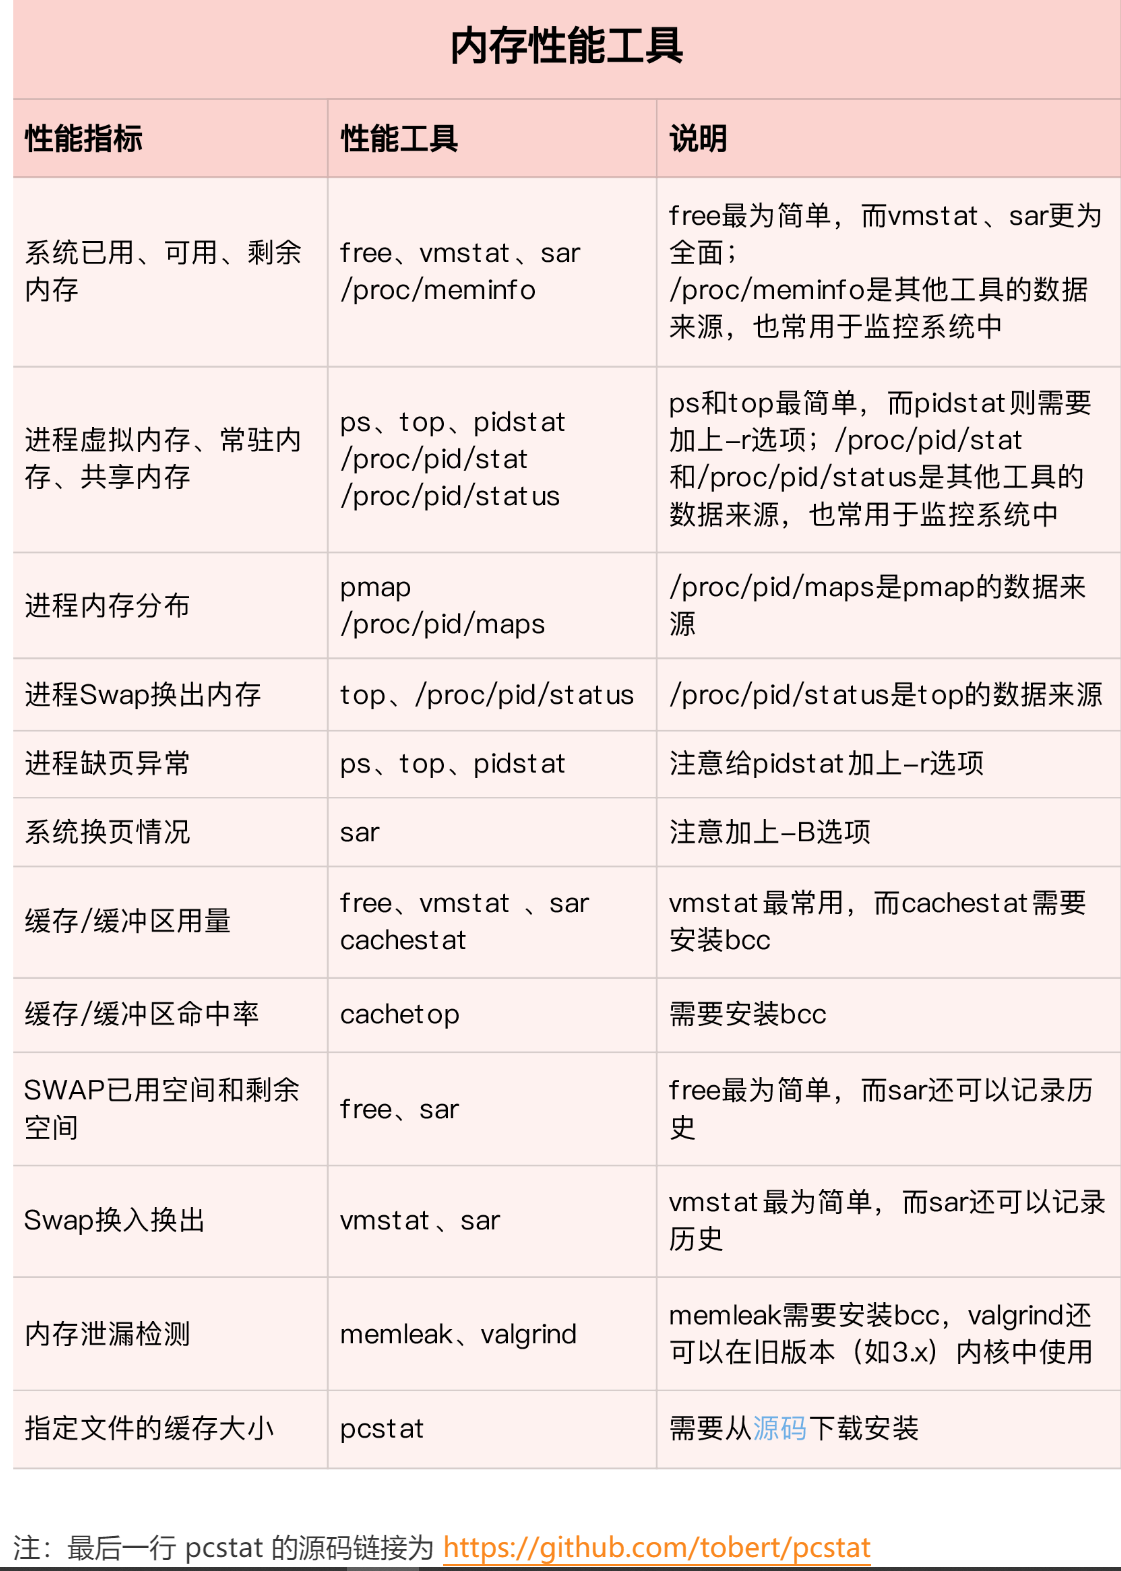 内存性能工具
性能指标
性能工具
说明
系统已用、可用、剩余
内存
free、vmstat、sar
/proc/meminfo
free最为简单，而vmstat、sar更为
全面；
/proc/meminfo是其他工具的数据
来源，也常用于监控系统中
进程虚拟内存、常驻内
存、共享内存
ps、top、pidstat
/proc/pid/stat
/proc/pid/status
ps和top最简单，而pidstat则需要
加上-r选项；/proc/pid/stat
和/proc/pid/status是其他工具的
数据来源，也常用于监控系统中
进程内存分布
pmap
/proc/pid/maps
/proc/pid/maps是pmap的数据来
源
进程Swap换出内存
top、/proc/pid/status
/proc/pid/status是top的数据来源
进程缺页异常
ps、top、pidstat
注意给pidstat加上-r选项
系统换页情况
sar
注意加上-B选项
缓存/缓冲区用量
free、vmstat 、sar
cachestat
vmstat最常用，而cachestat需要
安装bcc
缓存/缓冲区命中率
cachetop
需要安装bcc
SWAP已用空间和剩余
空间
free、sar
free最为简单，而sar还可以记录历
史
Swap换入换出
vmstat、sar
vmstat最为简单，而sar还可以记录
历史
内存泄漏检测
memleak、valgrind
memleak需要安装bcc，valgrind还
可以在旧版本（如3.x）内核中使用
指定文件的缓存大小
pcstat
需要从源码下载安装
注：最后一行 pcstat 的源码链接为 https://github.com/tobert/pcstat